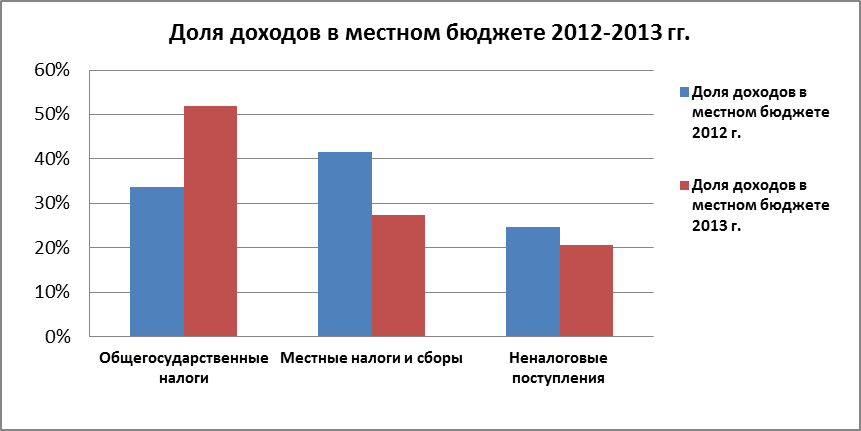 Доля доходов в местном бюджете 2012-2013 гг.
60%
50%
40%
30%
20%
10%
0%
Общегосударственные
налоги
Местные налоги и сборы
Неналоговые
поступления
Доля доходов в
местном бюджете
2012 г.
Доля доходов в
местном бюджете
2013 г.